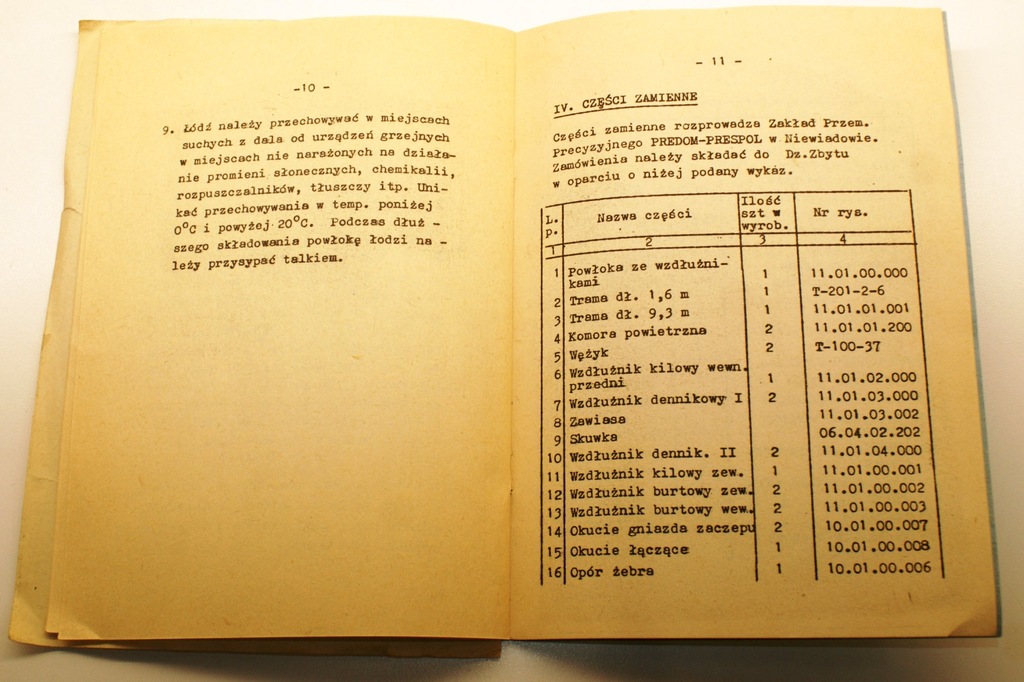 -10 -
9. Łódź należy przechowywać w miejscach
suchych z dala od urządzeń grzejnych
w miejscach nie narażonych na działa-
nie promieni słonecznych, chemikalii,
rozpuszczalników, tłuszczy itp. Uni-
kać przechowywania w temp. poniżej
0°C i powyżej 20°C. Podczas dłuż -
szego składowania powłokę łodzi na -
leży przysypać talkiem.
- 11 -
IV. CZĘŚCI ZAMIENNE
Części zamienne rozprowadza Zakład Przem.
Precyzyjnego PREDOM-PRESPOL w Niewiadowie.
Zamówienia należy składać do Dz.Zbytu
w oparciu o niżej podany wykaz.
L.p. Nazwa części Ilość szt w wyrob. Nr rys.
1 2 3 4
1 Powłoka ze wzdłużni-
kami 1 11.01.00.000
2 Trama dł. 1,6 m 1 T-201-2-6
3 Trama dł. 9,3 m 1 11.01.01.001
4 Komora powietrzna 2 11.01.01.200
5 Wężyk 2 T-100-37
6 Wzdłużnik kilowy wewn.
przedni 1 11.01.02.000
7 Wzdłużnik dennikowy I 2 11.01.03.000
8 Zawiasa 11.01.03.002
9 Skuwka 06.04.02.202
10 Wzdłużnik dennik. II 2 11.01.04.000
11 Wzdłużnik kilowy zew. 1 11.01.00.001
12 Wzdłużnik burtowy zew. 2 11.01.00.002
13 Wzdłużnik burtowy wew. 2 11.01.00.003
14 Okucie gniazda zaczepu 2 10.01.00.007
15 Okucie łączące 1 10.01.00.008
16 Opór żebra 1 10.01.00.006